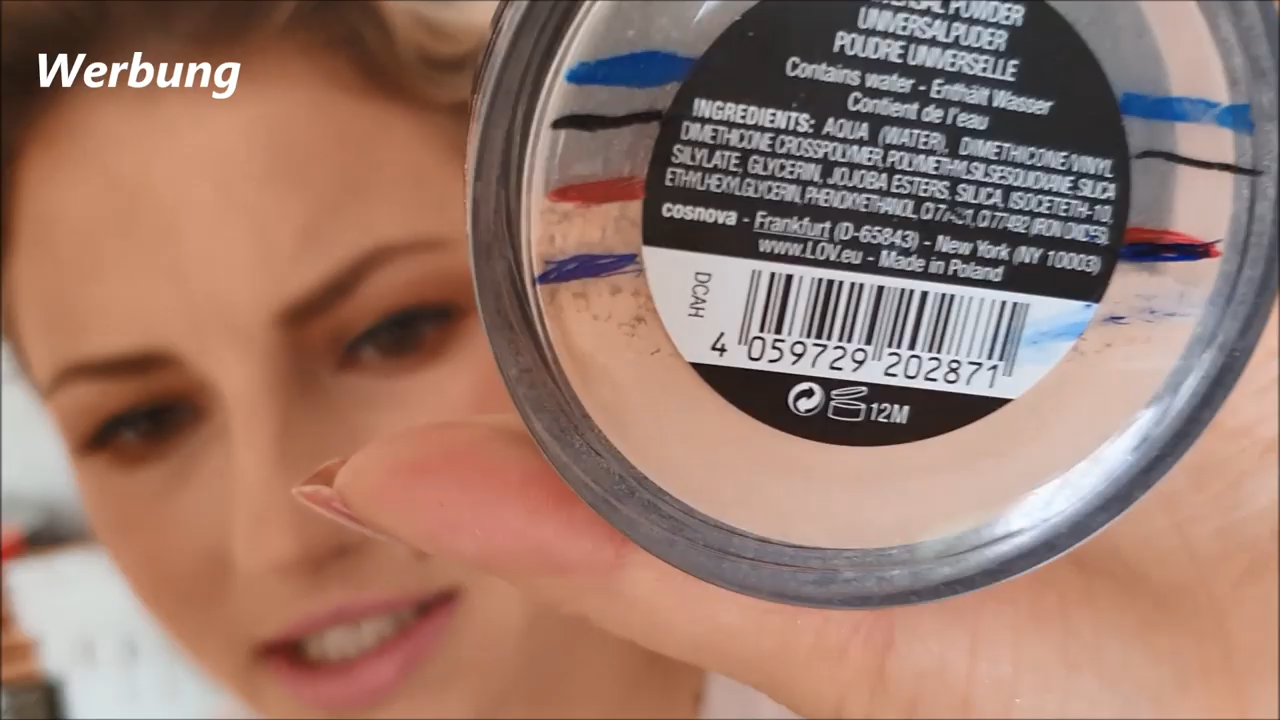 Werbung
POWDER
UNIVERSALPUDER
POUDRE UNIVERSELLE
Contains water - Enthält Wasser
Contient de l'eau
INGREDIENTS: AQUA (WATER), DIMETHICONE/VINYL
DIMETHICONE CROSSPOLYMER, POLYMETHYLSILSESQUIOXANE, SILICA
SILYLATE, GLYCERIN, JOJOBA ESTERS, SILICA, ISOCETETH-10,
ETHYLHEXYLGLYCERIN, PHENOXYETHANOL, CI 77492 (IRON OXIDES)
cosnova - Frankfurt (D-65843) - New York (NY 10003)
www.LOV.eu - Made in Poland
DCAH
4 059729 202871
12M